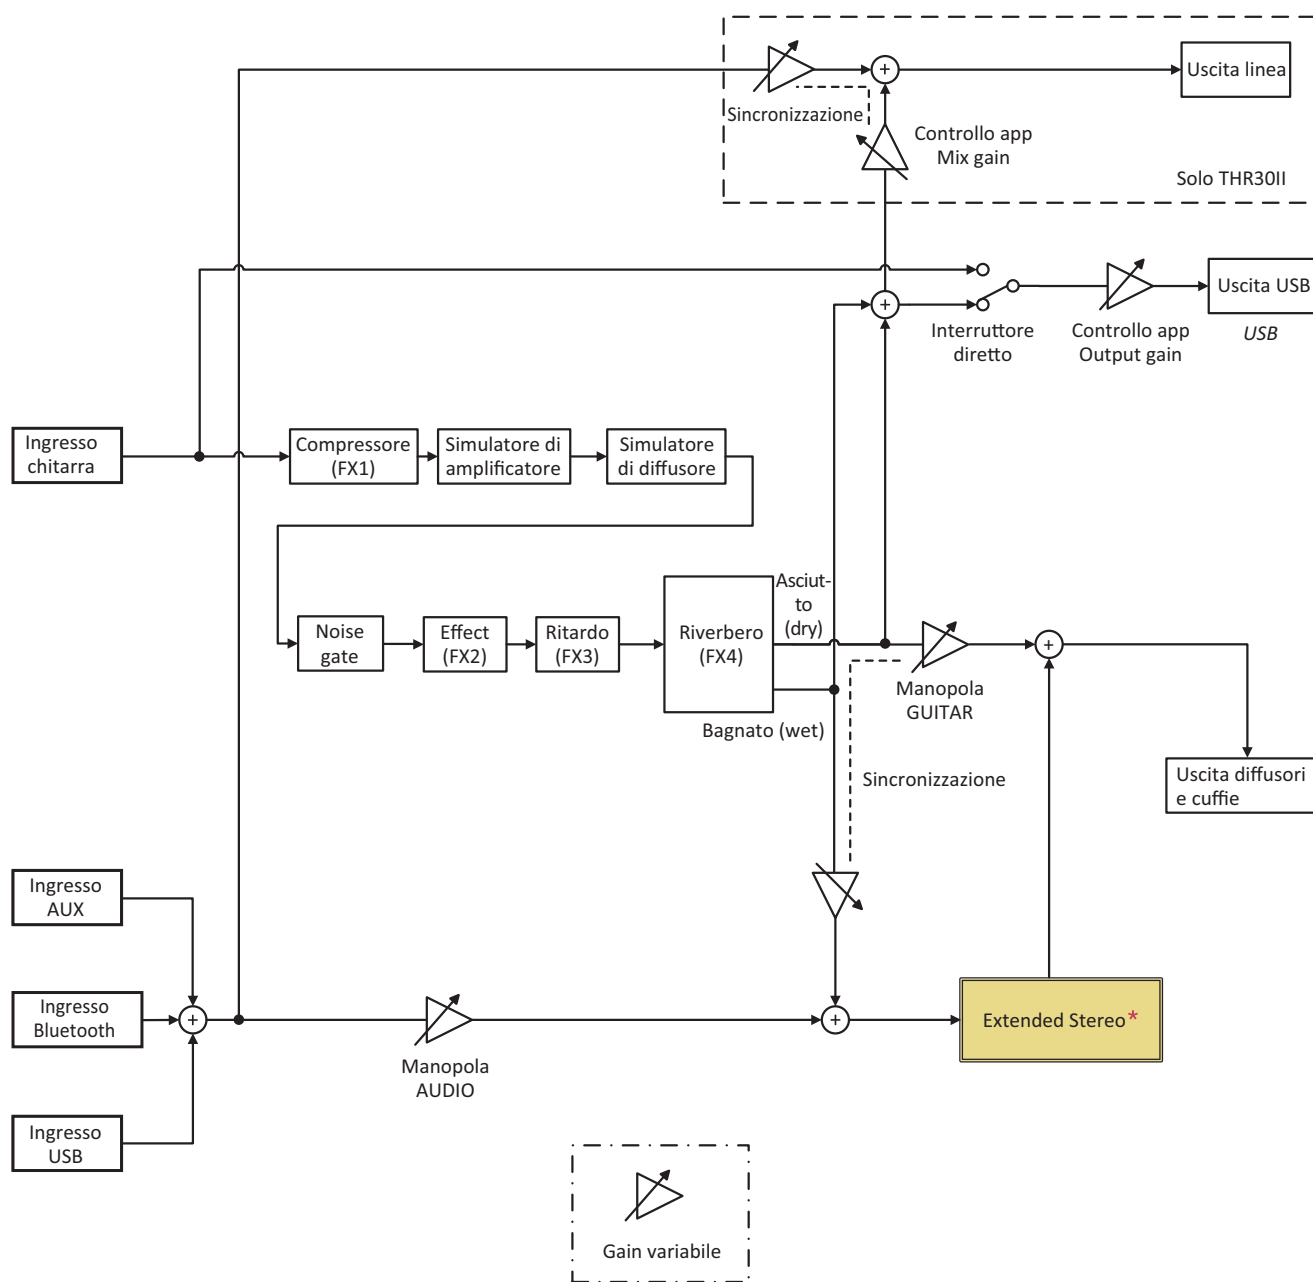 Uscita linea
Sincronizzazione
Controllo app
Mix gain
Solo THR30II
Uscita USB
USB
Interruttore
diretto
Controllo app
Output gain
Ingresso
chitarra
Compressore
(FX1)
Simulatore di
amplificatore
Simulatore
di diffusore
Noise
gate
Effect
(FX2)
Ritardo
(FX3)
Riverbero
(FX4)
Asciut-
to
(dry)
Bagnato (wet)
Manopola
GUITAR
Sincronizzazione
Uscita diffusori
e cuffie
Ingresso
AUX
Ingresso
Bluetooth
Ingresso
USB
Manopola
AUDIO
Extended Stereo*
Gain variabile